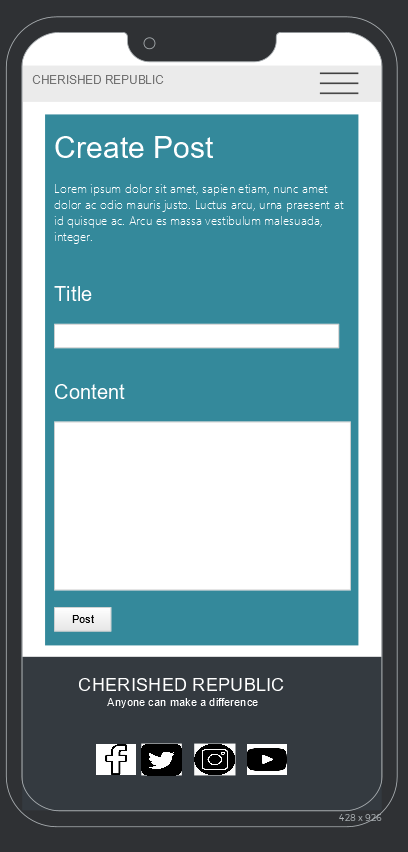 CHERISHED REPUBLIC
Create Post
Lorem ipsum dolor sit amet, sapien etiam, nunc amet
dolor ac odio mauris justo. Luctus arcu, urna praesent at
id quisque ac. Arcu es massa vestibulum malesuada,
integer.
Title
Content
Post
CHERISHED REPUBLIC
Anyone can make a difference
428 x 926